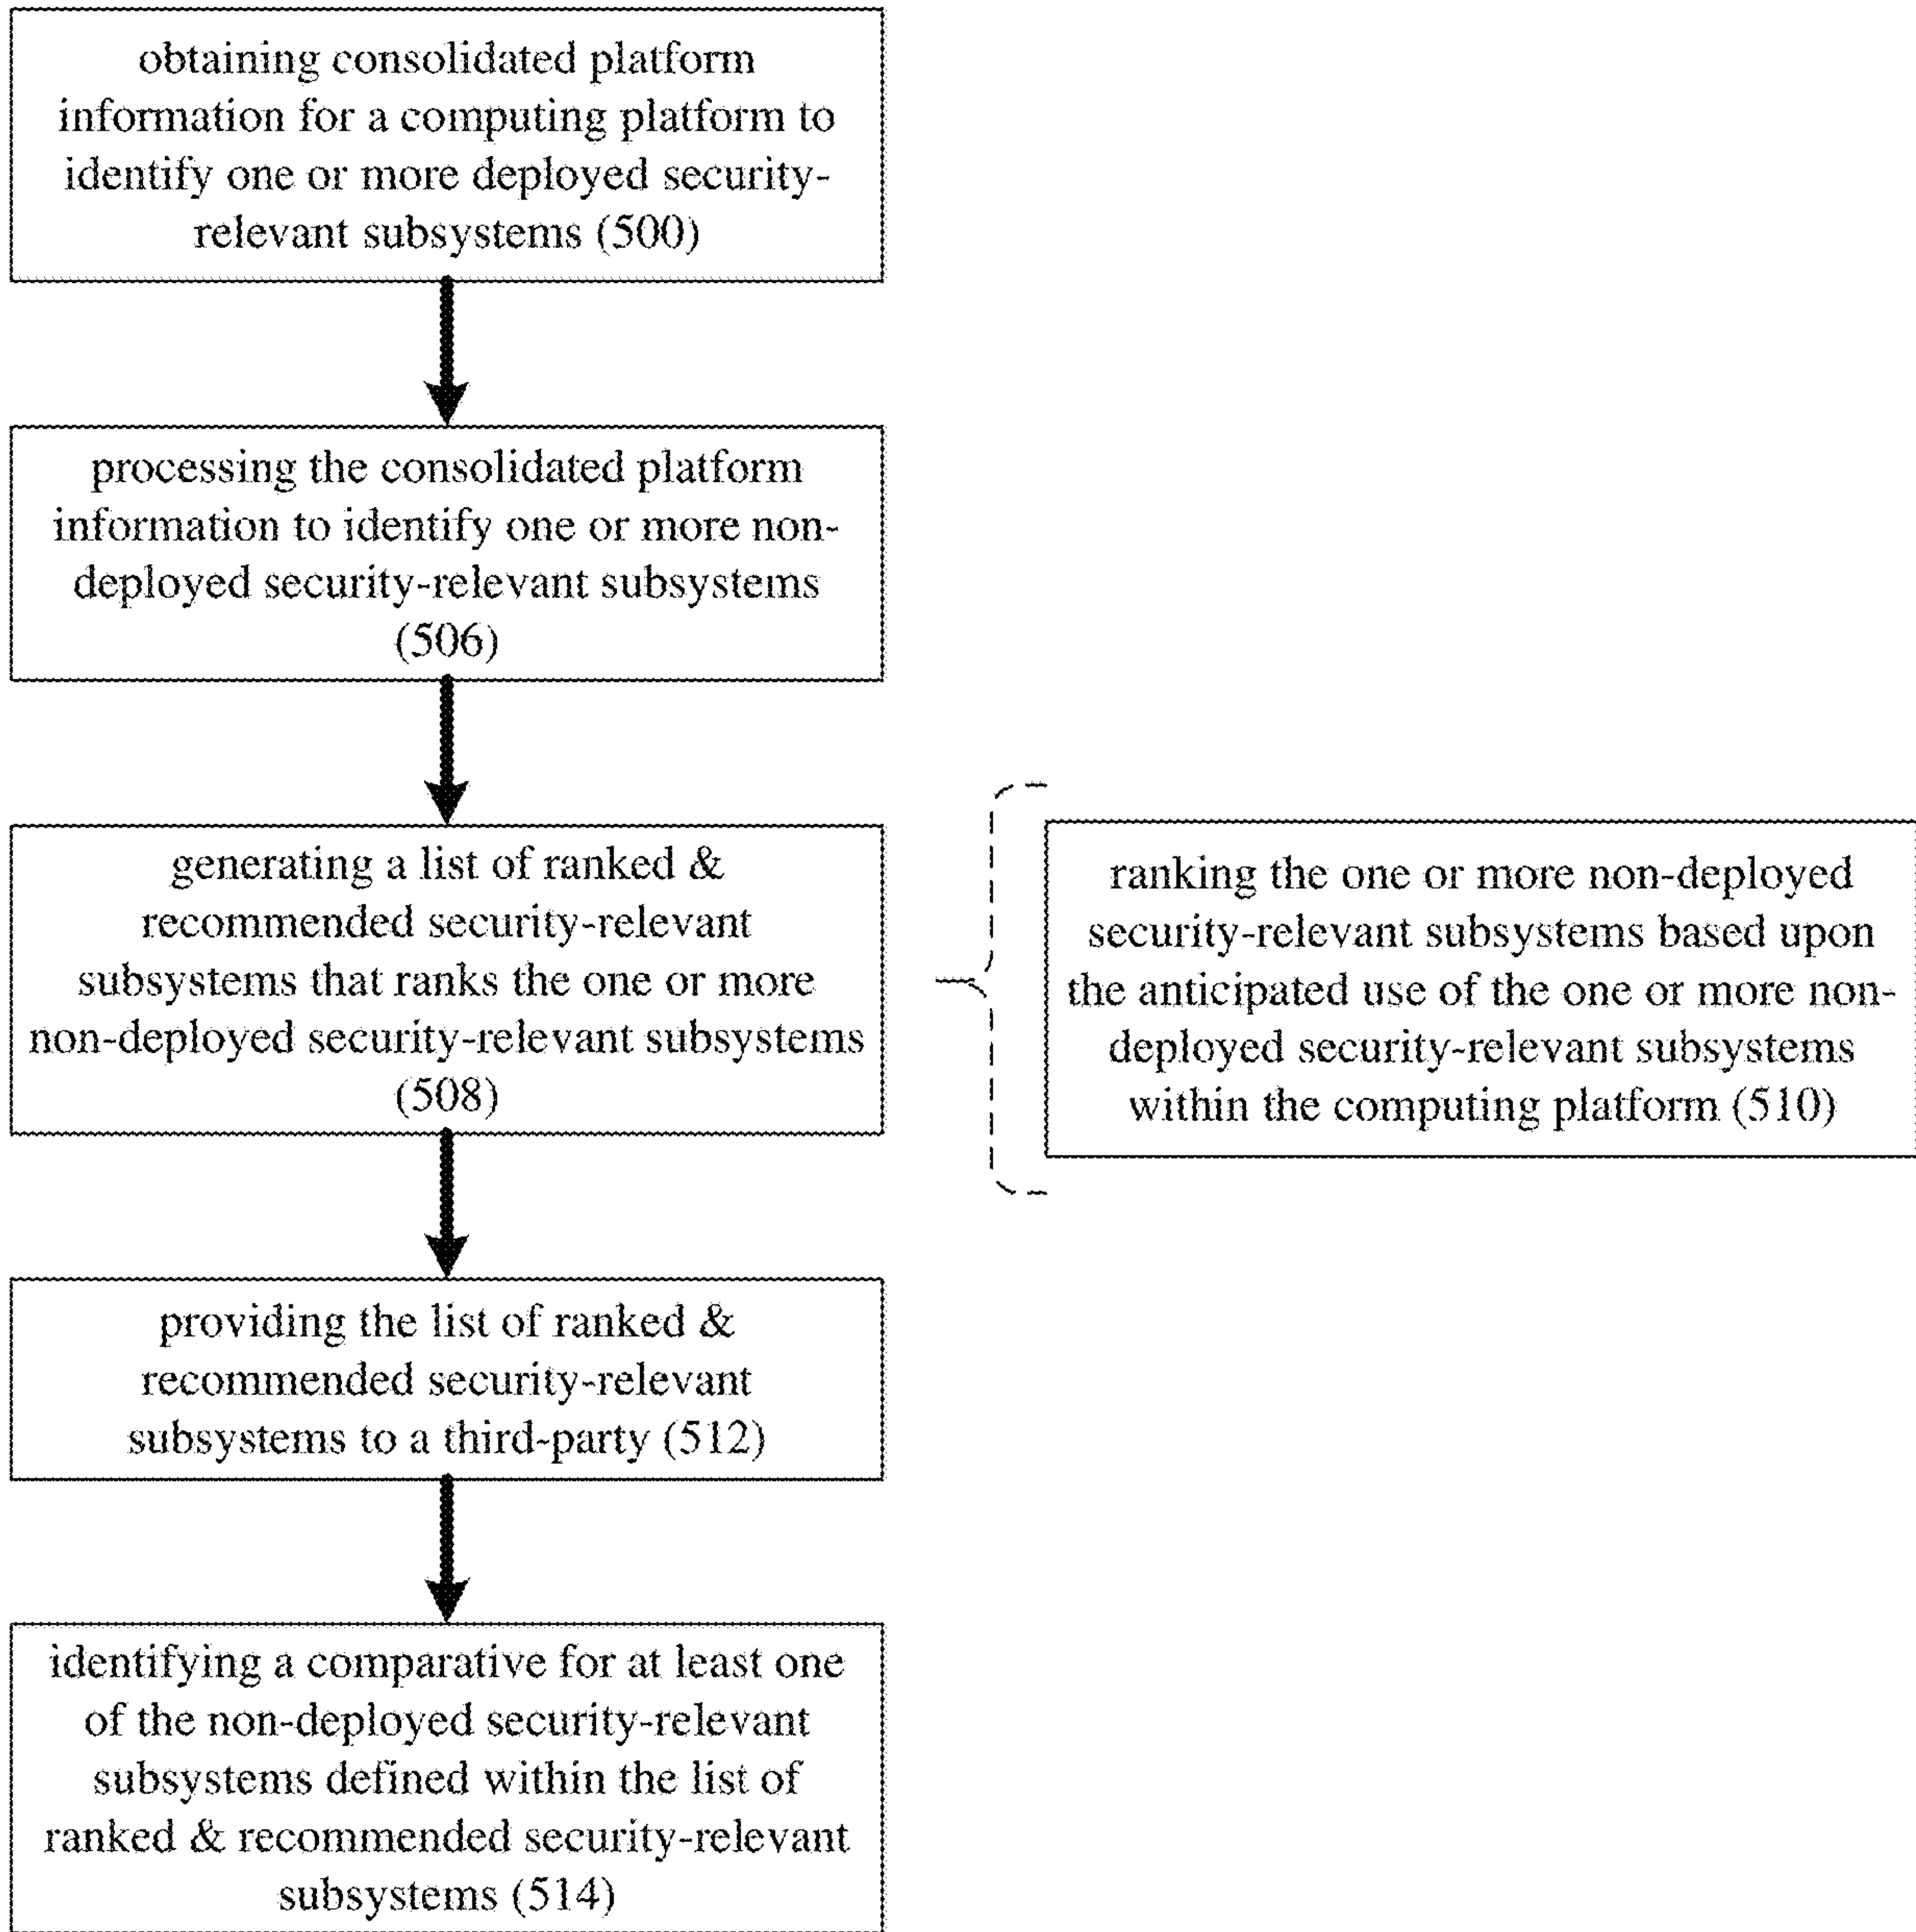 obtaining consolidated platform
information for a computing platform to
identify one or more deployed security-
relevant subsystems (500)
processing the consolidated platform
information to identify one or more non-
deployed security-relevant subsystems
(506)
generating a list of ranked &
recommended security-relevant
subsystems that ranks the one or more
non-deployed security-relevant subsystems
(508)
ranking the one or more non-deployed
security-relevant subsystems based upon
the anticipated use of the one or more non-
deployed security-relevant subsystems
within the computing platform (510)
providing the list of ranked &
recommended security-relevant
subsystems to a third-party (512)
identifying a comparative for at least one
of the non-deployed security-relevant
subsystems defined within the list of
ranked & recommended security-relevant
subsystems (514)